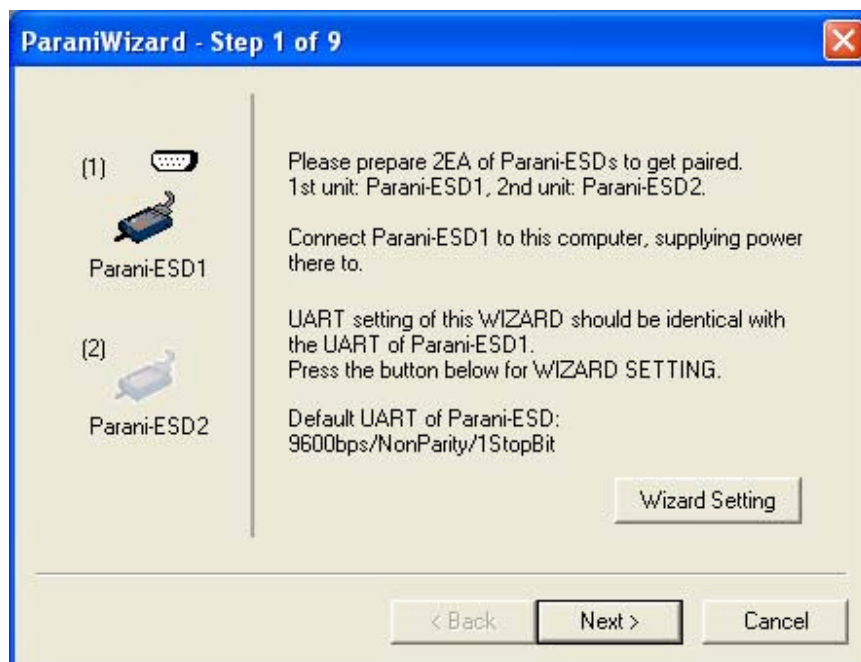 ParaniWizard - Step 1 of 9
(1)
Parani-ESD1
(2)
Parani-ESD2
Please prepare 2EA of Parani-ESDs to get paired.
1st unit: Parani-ESD1, 2nd unit: Parani-ESD2.
Connect Parani-ESD1 to this computer, supplying power
there to.
UART setting of this WIZARD should be identical with
the UART of Parani-ESD1.
Press the button below for WIZARD SETTING.
Default UART of Parani-ESD:
9600bps/NonParity/1StopBit
Wizard Setting
< Back
Next >
Cancel